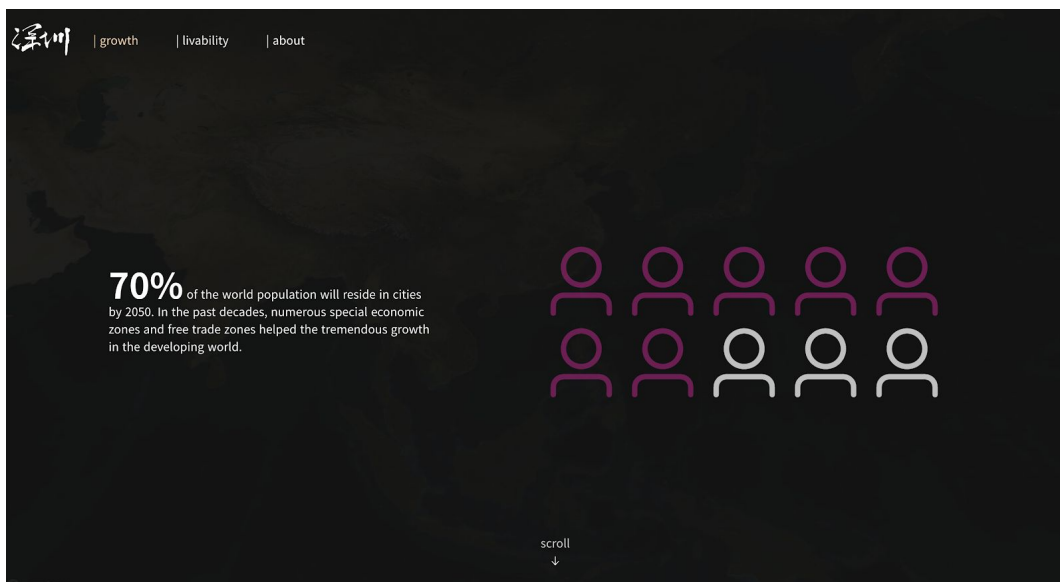 深圳 | growth | livability | about
70% of the world population will reside in cities
by 2050. In the past decades, numerous special economic
zones and free trade zones helped the tremendous growth
in the developing world.
scroll
↓